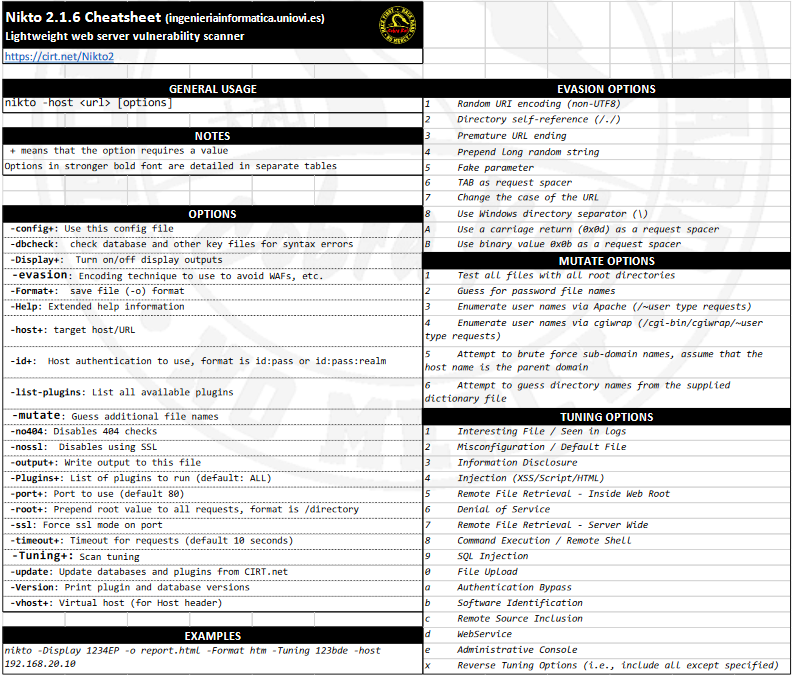 Nikto 2.1.6 Cheatsheet (ingenieriainformatica.uniovi.es)
Lightweight web server vulnerability scanner
https://cirt.net/Nikto2
GENERAL USAGE
nikto -host <url> [options]
NOTES
+ means that the option requires a value
Options in stronger bold font are detailed in separate tables
OPTIONS
-config+: Use this config file
-dbcheck: check database and other key files for syntax errors
-Display+: Turn on/off display outputs
-evasion: Encoding technique to use to avoid WAFs, etc.
-Format+: save file (-o) format
-Help: Extended help information
-host+: target host/URL
-id+: Host authentication to use, format is id:pass or id:pass:realm
-list-plugins: List all available plugins
-mutate: Guess additional file names
-no404: Disables 404 checks
-nossl: Disables using SSL
-output+: Write output to this file
-Plugins+: List of plugins to run (default: ALL)
-port+: Port to use (default 80)
-root+: Prepend root value to all requests, format is /directory
-ssl: Force ssl mode on port
-timeout+: Timeout for requests (default 10 seconds)
-Tuning+: Scan tuning
-update: Update databases and plugins from CIRT.net
-Version: Print plugin and database versions
-vhost+: Virtual host (for Host header)
EXAMPLES
nikto -Display 1234EP -o report.html -Format htm -Tuning 123bde -host
192.168.20.10
EVASION OPTIONS
1 Random URI encoding (non-UTF8)
2 Directory self-reference (/./)
3 Premature URL ending
4 Prepend long random string
5 Fake parameter
6 TAB as request spacer
7 Change the case of the URL
8 Use Windows directory separator (\)
A Use a carriage return (0x0d) as a request spacer
B Use binary value 0x0b as a request spacer
MUTATE OPTIONS
1 Test all files with all root directories
2 Guess for password file names
3 Enumerate user names via Apache (/~user type requests)
4 Enumerate user names via cgiwrap (/cgi-bin/cgiwrap/~user
type requests)
5 Attempt to brute force sub-domain names, assume that the
host name is the parent domain
6 Attempt to guess directory names from the supplied
dictionary file
TUNING OPTIONS
1 Interesting File / Seen in logs
2 Misconfiguration / Default File
3 Information Disclosure
4 Injection (XSS/Script/HTML)
5 Remote File Retrieval - Inside Web Root
6 Denial of Service
7 Remote File Retrieval - Server Wide
8 Command Execution / Remote Shell
9 SQL Injection
0 File Upload
a Authentication Bypass
b Software Identification
c Remote Source Inclusion
d WebService
e Administrative Console
x Reverse Tuning Options (i.e., include all except specified)